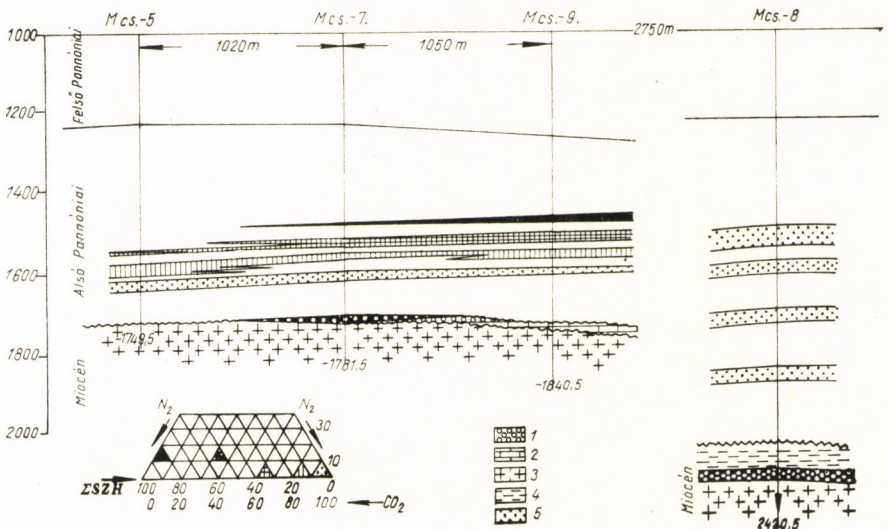 Mcs.-5 Mcs.-7. Mcs.-9. Mcs.-8
1000 1020m 1050m 2750m
Felső Pannóniai
1200
1400
Alsó Pannóniai
1600
1800
-1749,5 -1781,5 -1840,5
Miocén
2000
N₂ N₂
30
10
ΣSZH 100 80 60 40 20 0
0 20 40 60 80 100 CO₂
1
2
3
4
5
Miocén
2420,5